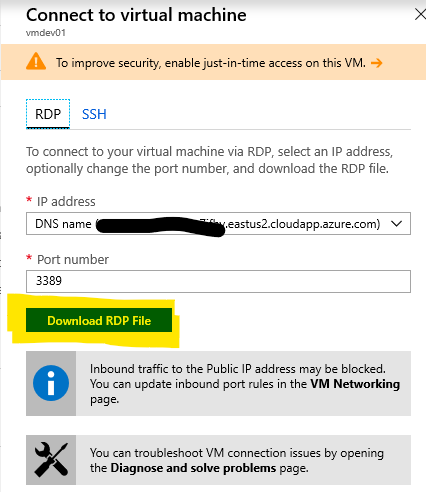 Connect to virtual machine
vmdev01
To improve security, enable just-in-time access on this VM. →
RDP SSH
To connect to your virtual machine via RDP, select an IP address,
optionally change the port number, and download the RDP file.
* IP address
DNS name ( .eastus2.cloudapp.azure.com)
* Port number
3389
Download RDP File
Inbound traffic to the Public IP address may be blocked.
You can update inbound port rules in the VM Networking
page.
You can troubleshoot VM connection issues by opening
the Diagnose and solve problems page.